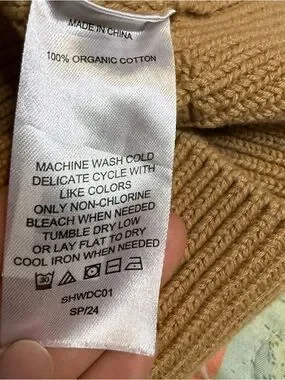 MADE IN CHINA
100% ORGANIC COTTON
MACHINE WASH COLD
DELICATE CYCLE WITH
LIKE COLORS
ONLY NON-CHLORINE
BLEACH WHEN NEEDED
TUMBLE DRY LOW
OR LAY FLAT TO DRY
COOL IRON WHEN NEEDED
SHWDC01
SP/24